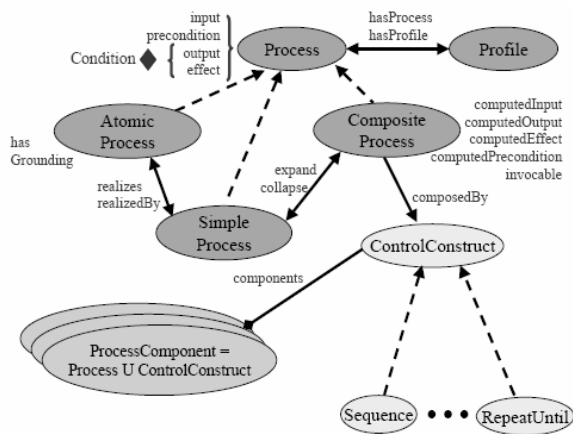 input
precondition
output
effect
Condition
Process
hasProcess
hasProfile
Profile
Atomic
Process
has
Grounding
Composite
Process
computedInput
computedOutput
computedEffect
computedPrecondition
invocable
realizes
realizedBy
expand
collapse
composedBy
Simple
Process
ControlConstruct
components
ProcessComponent =
Process U ControlConstruct
Sequence
RepeatUntil